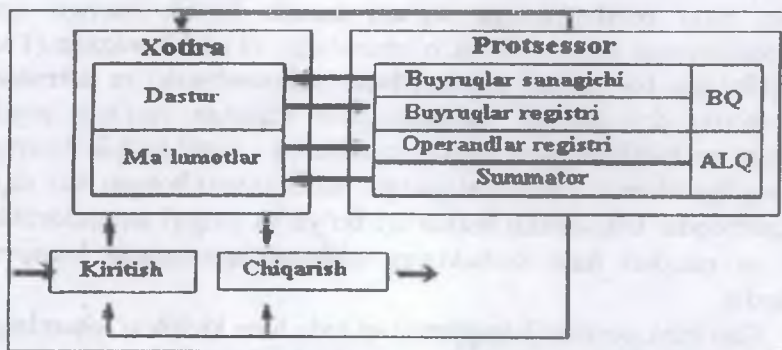 Xotira
Dastur
Ma`lumotlar
Protsessor
Buyruqlar sanagichi
Buyruqlar registri
BQ
Operandlar registri
Summator
ALQ
Kiritish
Chiqarish